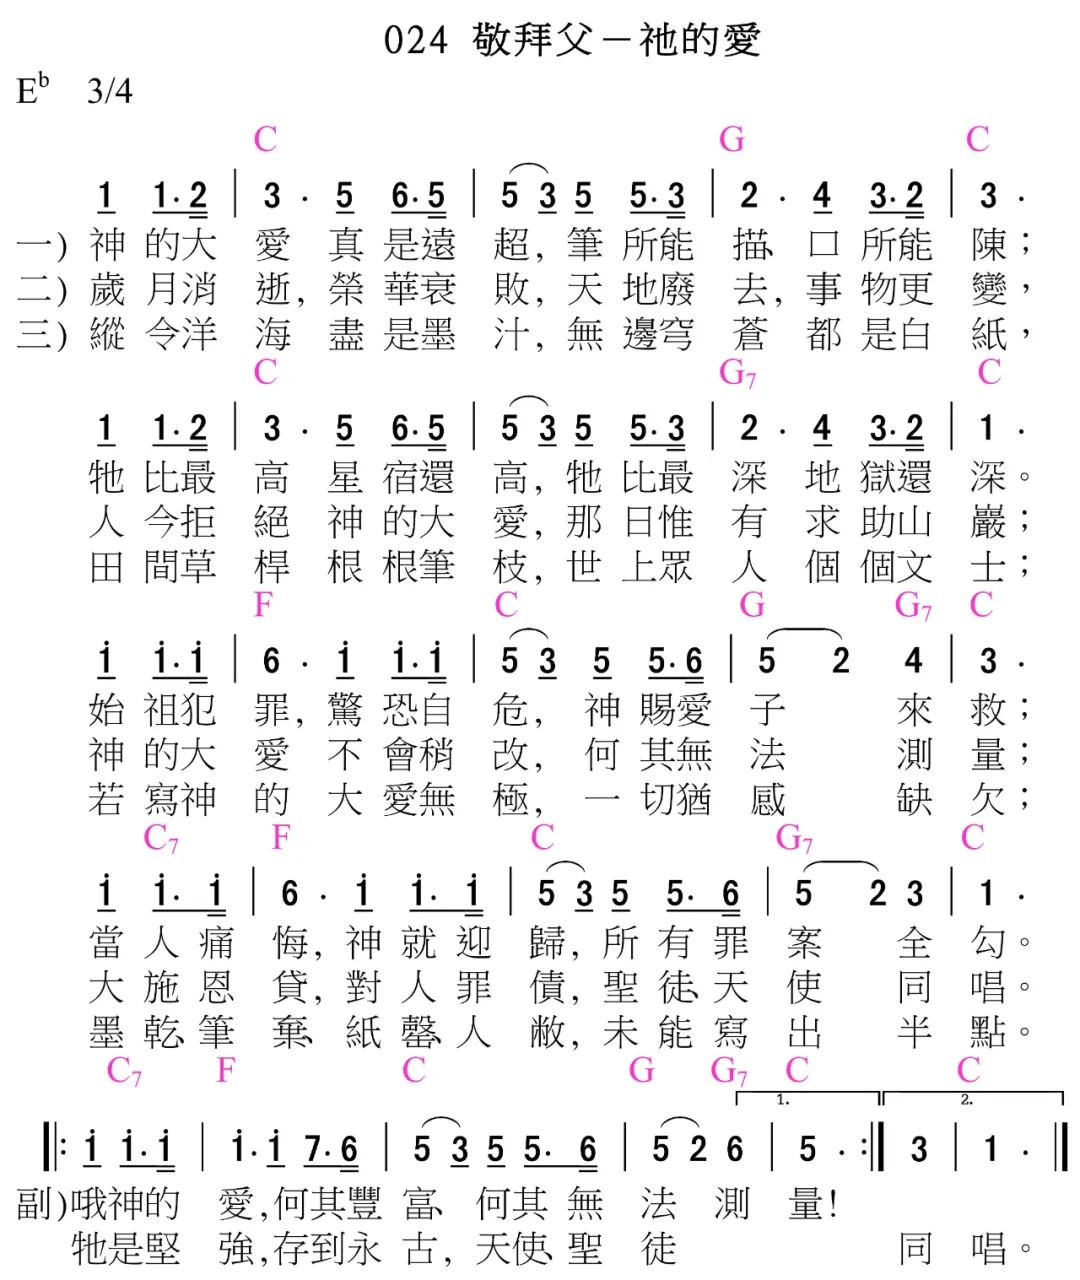 024 敬拜父－祂的愛
E♭ 3/4
C G C
1 1·2 | 3 · 5 6·5 | 5 3 5 5·3 | 2 · 4 3·2 | 3 ·
一) 神 的大 愛 真 是遠 超, 筆 所能 描、口 所能 陳；
二) 歲 月消 逝, 榮 華衰 敗, 天 地廢 去, 事 物更 變，
三) 縱 令洋 海 盡 是墨 汁, 無 邊穹 蒼 都 是白 紙，
C G7 C
1 1·2 | 3 · 5 6·5 | 5 3 5 5·3 | 2 · 4 3·2 | 1 ·
牠 比最 高 星 宿還 高, 牠 比最 深 地 獄還 深。
人 今拒 絕 神 的大 愛, 那 日惟 有 求 助山 巖；
田 間草 桿 根 根筆 枝, 世 上眾 人 個 個文 士；
F C G G7 C
i i·i | 6 · i i·i | 5 3 5 5·6 | 5 2 4 | 3 ·
始 祖犯 罪, 驚 恐自 危, 神 賜愛 子 來 救；
神 的大 愛 不 會稍 改, 何 其無 法 測 量；
若 寫神 的 大 愛無 極, 一 切猶 感 缺 欠；
C7 F C G7 C
i i· i | 6 · i i· i | 5 3 5 5· 6 | 5 2 3 | 1 ·
當 人 痛 悔, 神 就 迎 歸, 所 有 罪 案 全 勾。
大 施 恩 貸, 對 人 罪 債, 聖 徒、天 使 同 唱。
墨 乾、筆 棄、紙 罄、人 敝, 未 能 寫 出 半 點。
C7 F C G G7 C C
1. 2.
‖: i i·i | i·i 7·6 | 5 3 5 5· 6 | 5 2 6 | 5 · :‖ 3 | 1 · ‖
副)哦神的 愛,何其豐 富、何其 無 法 測 量!
牠是堅 強,存到永 古, 天使、聖 徒 同 唱。